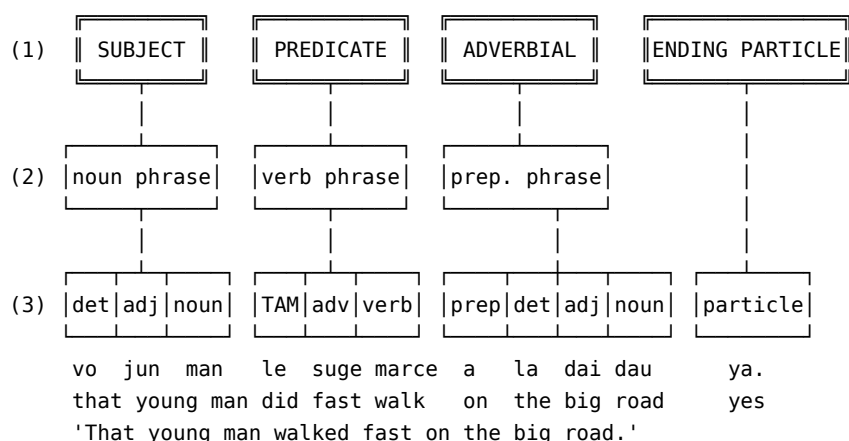 (1) SUBJECT PREDICATE ADVERBIAL ENDING PARTICLE
(2) noun phrase verb phrase prep. phrase
(3) det adj noun TAM adv verb prep det adj noun particle
vo jun man le suge marce a la dai dau ya.
that young man did fast walk on the big road yes
'That young man walked fast on the big road.'